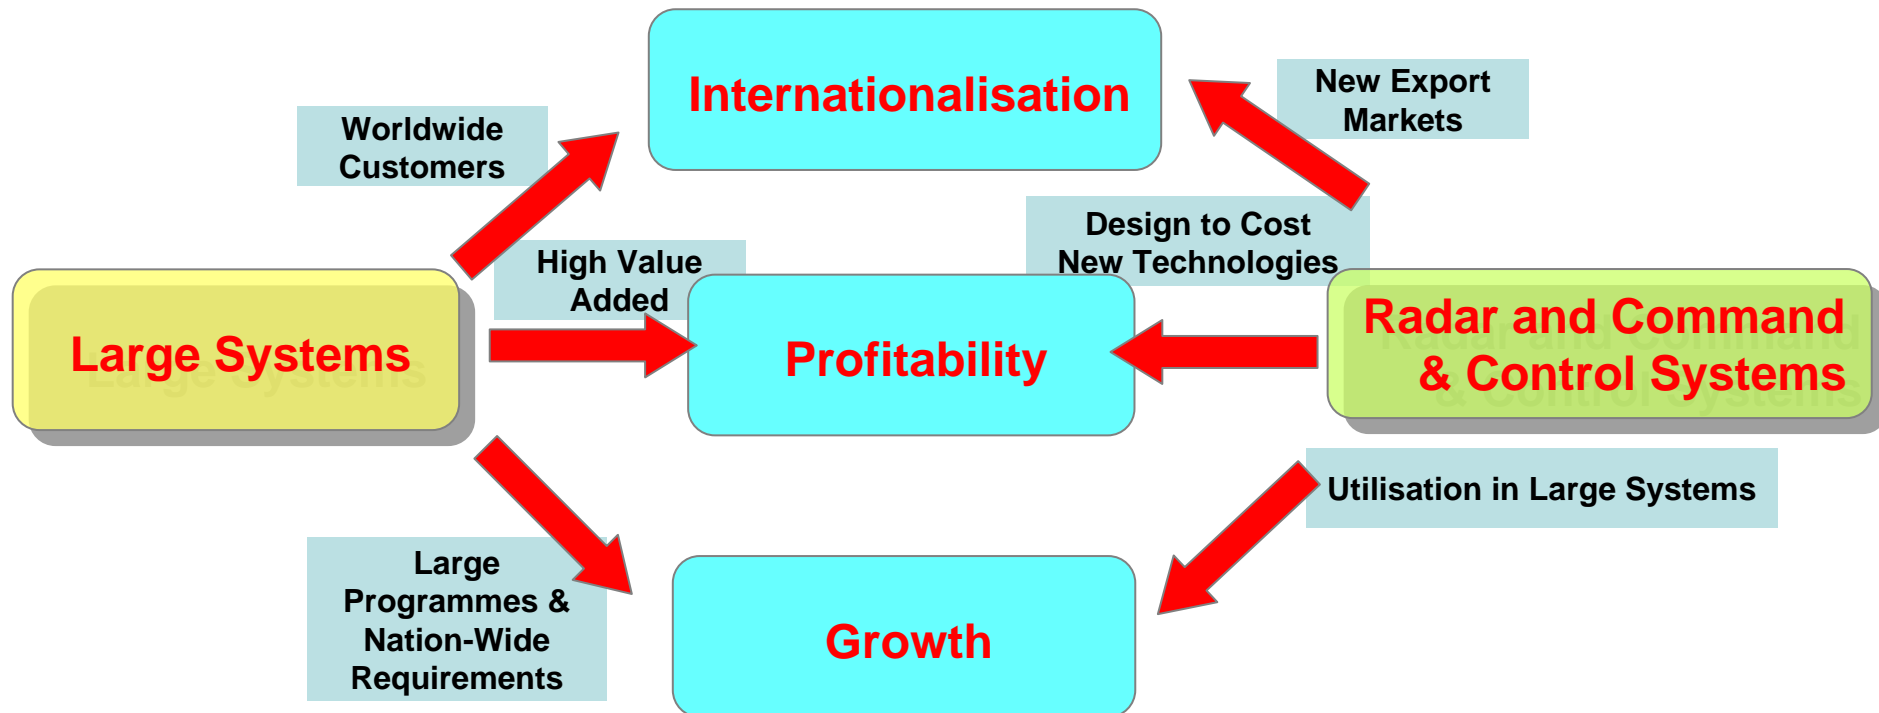 Internationalisation
New Export
Markets
Worldwide
Customers
Design to Cost
New Technologies
High Value
Added
Large Systems
Profitability
Radar and Command
& Control Systems
Utilisation in Large Systems
Large
Programmes &
Nation-Wide
Requirements
Growth